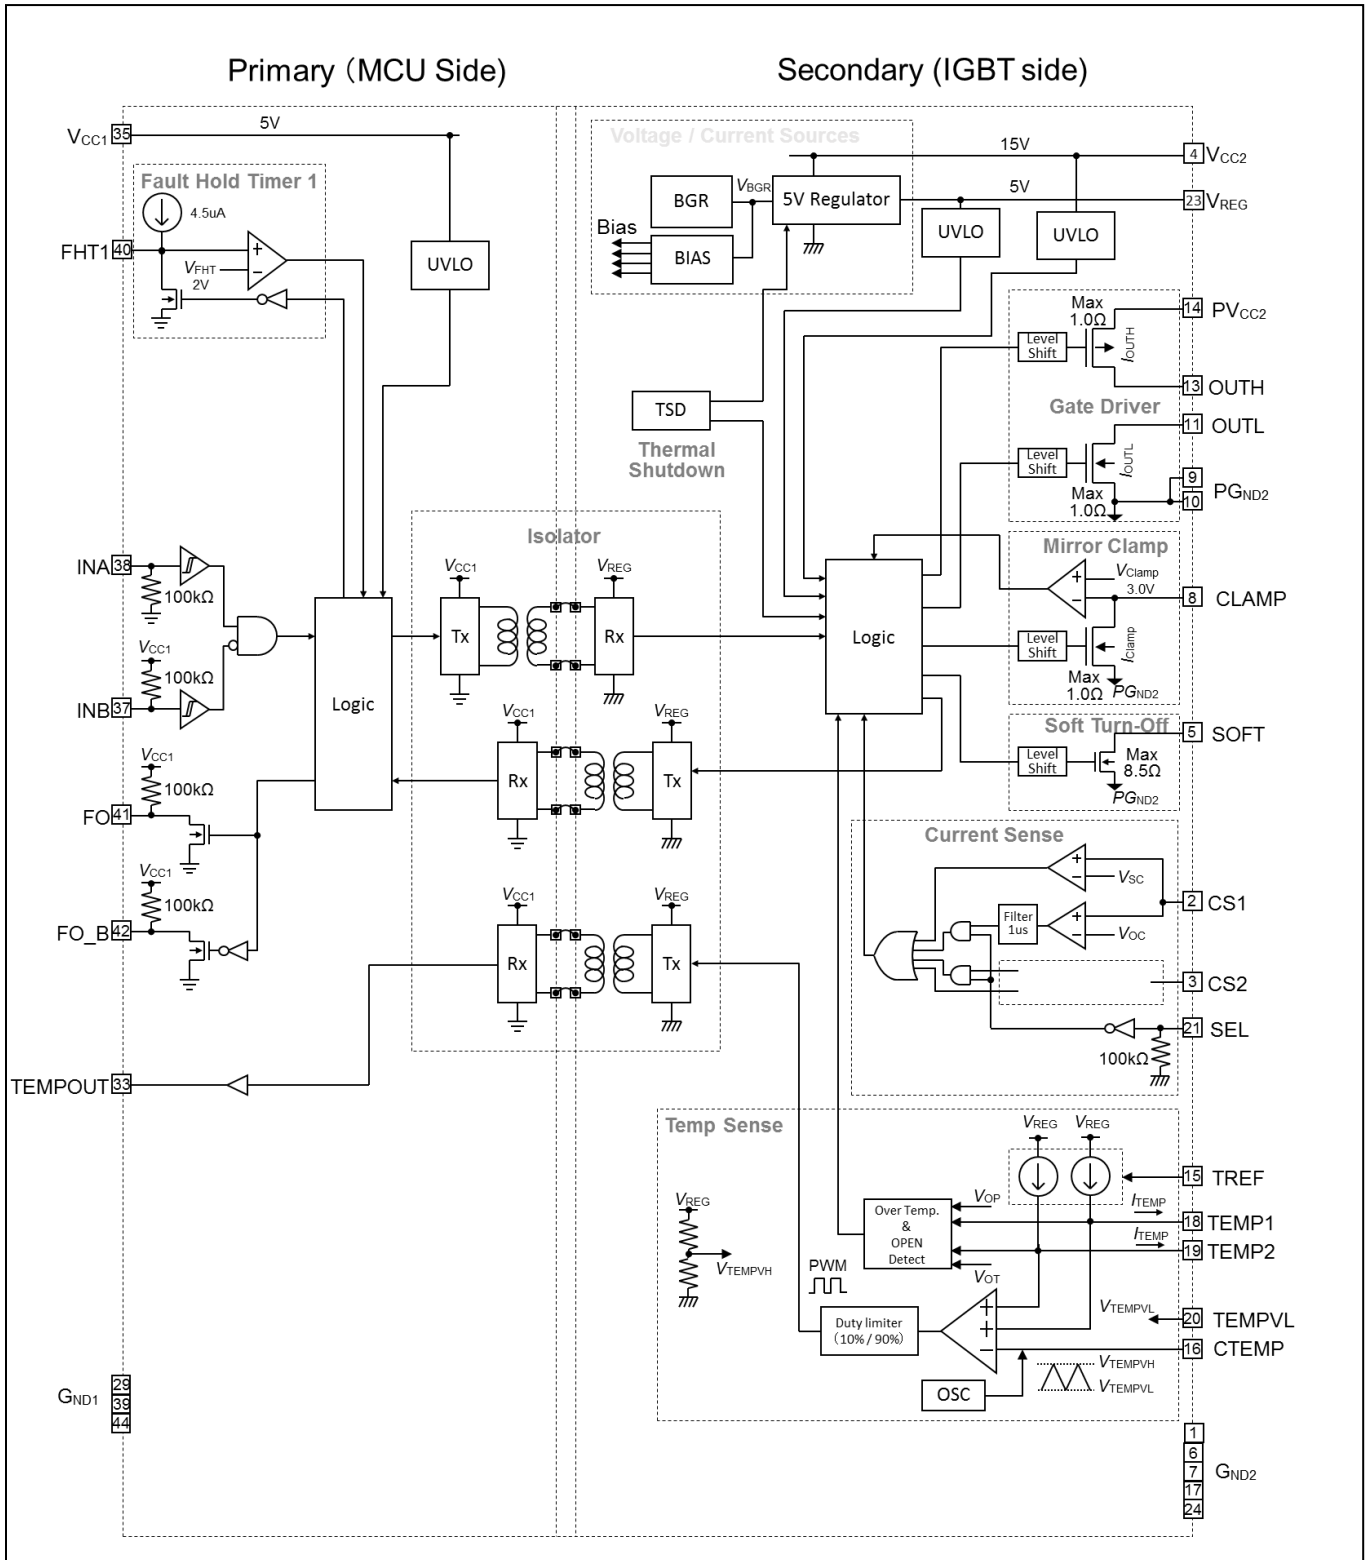 Primary (MCU Side)
Secondary (IGBT side)
VCC1
35
5V
Fault Hold Timer 1
4.5uA
FHT1
40
VFHT
2V
+
−
UVLO
Voltage / Current Sources
BGR
VBGR
5V Regulator
Bias
BIAS
15V
4
VCC2
5V
23
VREG
UVLO
UVLO
TSD
Thermal
Shutdown
Max
1.0Ω
14
PVCC2
Level
Shift
IOUTH
13
OUTH
Gate Driver
11
OUTL
Level
Shift
IOUTL
Max
1.0Ω
9
10
PGND2
Isolator
INA
38
100kΩ
VCC1
100kΩ
INB
37
Logic
VCC1
Tx
VREG
Rx
VCC1
Rx
VREG
Tx
VCC1
Rx
VREG
Tx
Logic
Mirror Clamp
+
−
VClamp
3.0V
8
CLAMP
Level
Shift
IClamp
Max
1.0Ω
PGND2
Soft Turn-Off
5
SOFT
Level
Shift
Max
8.5Ω
PGND2
VCC1
100kΩ
FO
41
VCC1
100kΩ
FO_B
42
Current Sense
+
−
VSC
2
CS1
Filter
1us
+
−
VOC
3
CS2
21
SEL
100kΩ
TEMPOUT
33
Temp Sense
VREG
VREG
15
TREF
VREG
VTEMPVH
Over Temp.
&
OPEN
Detect
VOP
ITEMP
18
TEMP1
ITEMP
19
TEMP2
VOT
PWM
Duty limiter
(10% / 90%)
+
+
−
VTEMPVL
20
TEMPVL
16
CTEMP
OSC
VTEMPVH
VTEMPVL
GND1
29
39
44
1
6
7
17
24
GND2